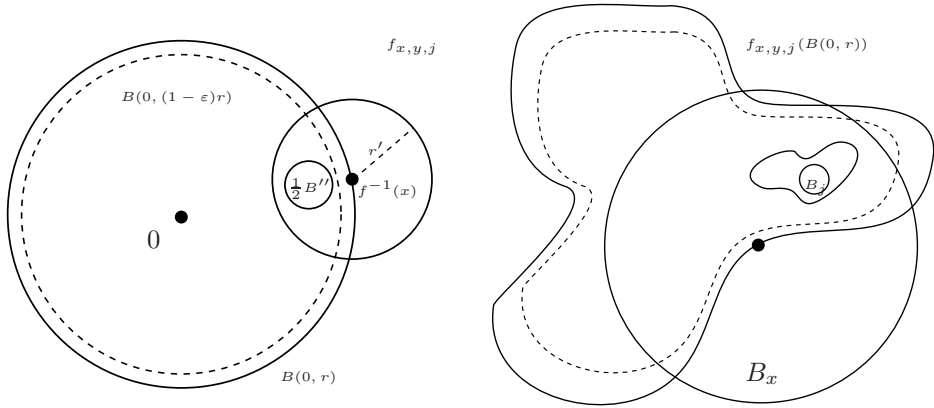 f_{x,y,j}
B(0, (1 − ε)r)
r′
½B″
f^{−1}(x)
0
B(0, r)
f_{x,y,j}(B(0, r))
B_j
B_x